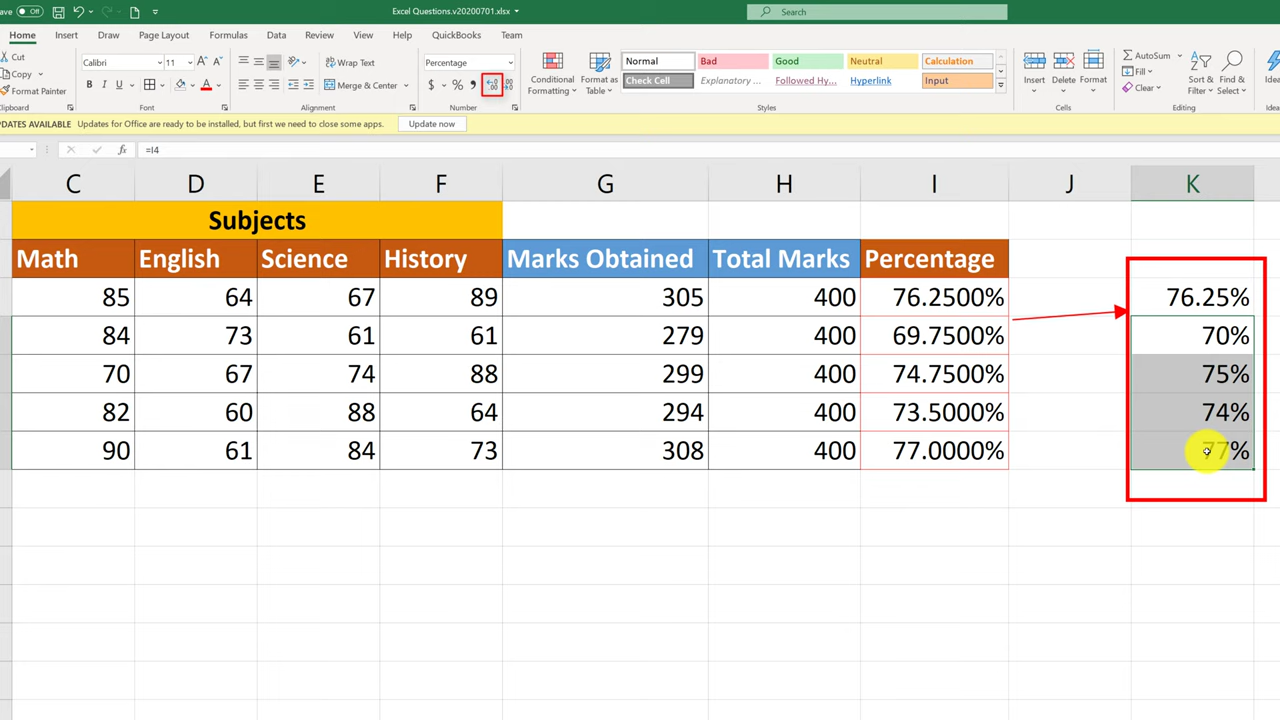 ave Off
Excel Questions.v20200701.xlsx
Search
Home Insert Draw Page Layout Formulas Data Review View Help QuickBooks Team
Cut
Copy
Format Painter
Clipboard
Calibri 11 A A
B I U A
Font
Wrap Text
Merge & Center
Alignment
Percentage
$ % ,
Number
Conditional Formatting
Format as Table
Normal Bad Good Neutral Calculation
Check Cell Explanatory ... Followed Hy... Hyperlink Input
Styles
Insert Delete Format
Cells
AutoSum
Fill
Clear
Sort & Filter
Find & Select
Editing
Idea
PDATES AVAILABLE Updates for Office are ready to be installed, but first we need to close some apps. Update now
fx =I4
C D E F G H I J K
Subjects
Math English Science History Marks Obtained Total Marks Percentage
85 64 67 89 305 400 76.2500% 76.25%
84 73 61 61 279 400 69.7500% 70%
70 67 74 88 299 400 74.7500% 75%
82 60 88 64 294 400 73.5000% 74%
90 61 84 73 308 400 77.0000% 77%